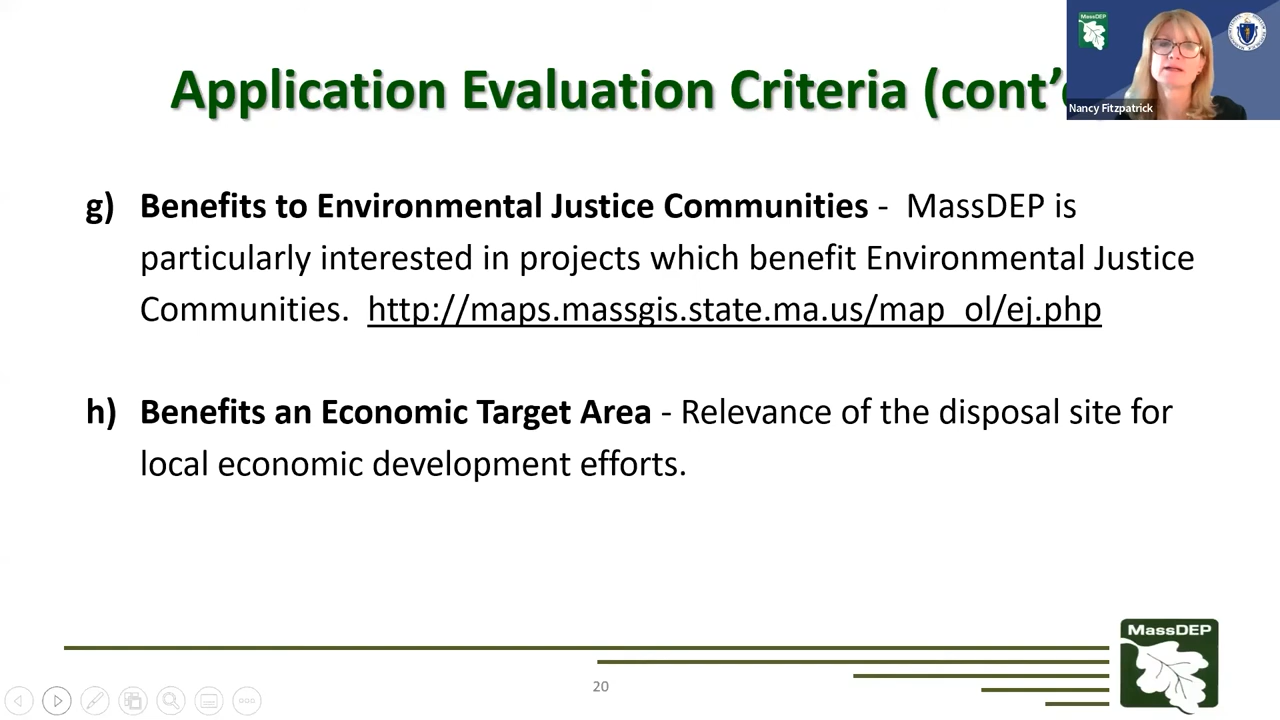 MassDEP
Application Evaluation Criteria (cont'
Nancy Fitzpatrick
g) Benefits to Environmental Justice Communities - MassDEP is
particularly interested in projects which benefit Environmental Justice
Communities. http://maps.massgis.state.ma.us/map_ol/ej.php
h) Benefits an Economic Target Area - Relevance of the disposal site for
local economic development efforts.
MassDEP
20